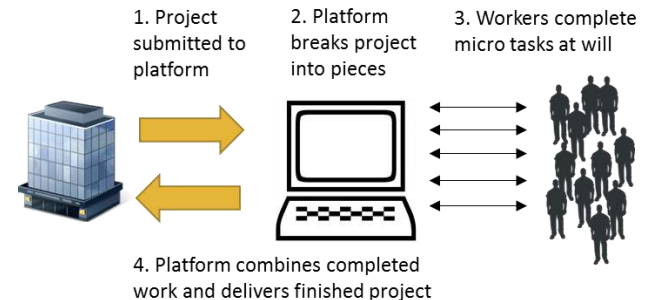 1. Project
submitted to
platform
2. Platform
breaks project
into pieces
3. Workers complete
micro tasks at will
4. Platform combines completed
work and delivers finished project